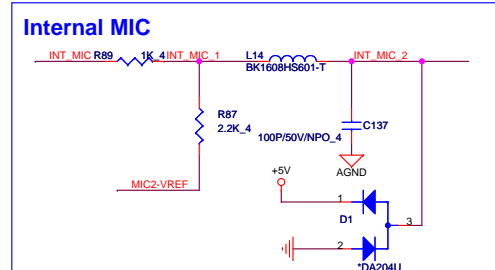 Internal MIC
INT_MIC R89 1K_4 INT_MIC_1 L14 INT_MIC_2
BK1608HS601-T
R87
2.2K_4
C137
100P/50V/NPO_4
AGND
MIC2-VREF
+5V
1
D1
3
2
*DA204U